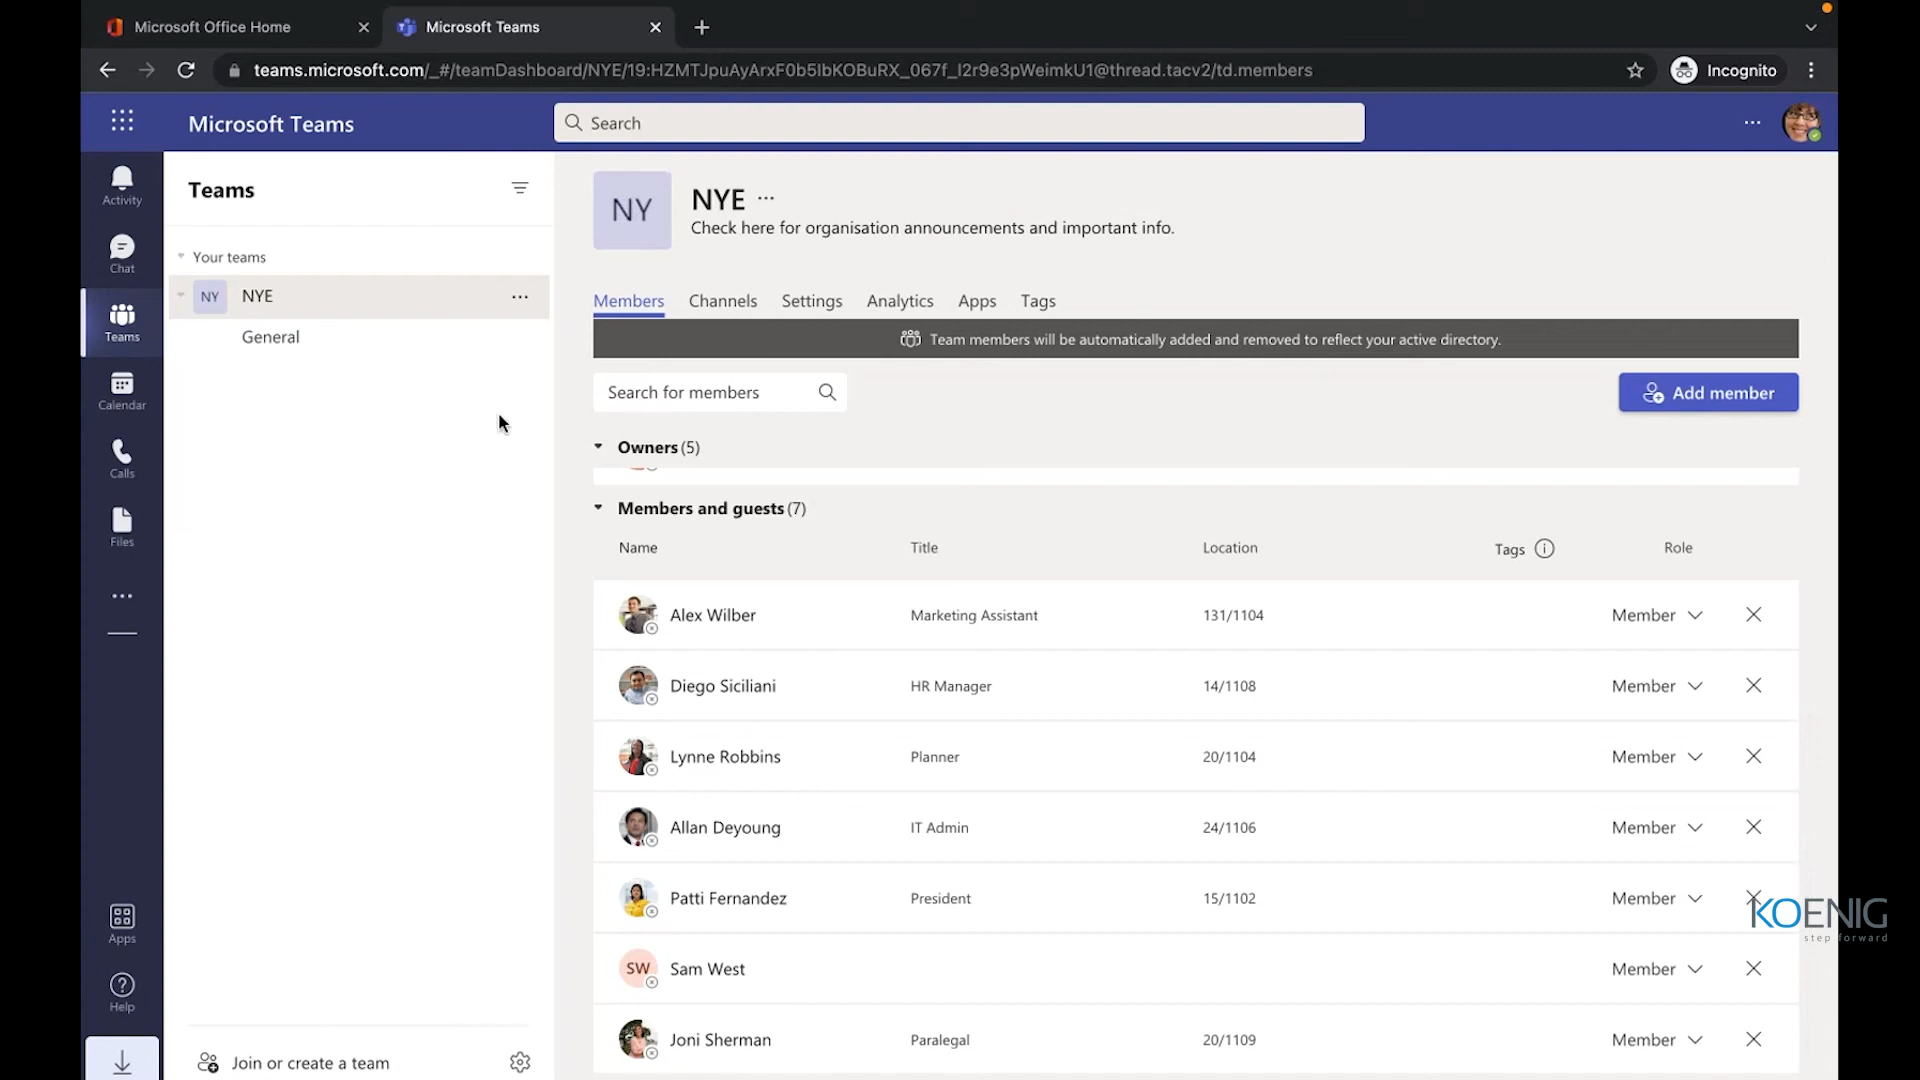 Microsoft Office Home
Microsoft Teams
teams.microsoft.com/_#/teamDashboard/NYE/19:HZMTJpuAyArxF0b5IbKOBuRX_067f_I2r9e3pWeimkU1@thread.tacv2/td.members
Incognito
Microsoft Teams
Search
Activity
Chat
Teams
Calendar
Calls
Files
Apps
Help
Teams
Your teams
NY NYE
General
Join or create a team
NY
NYE
Check here for organisation announcements and important info.
Members Channels Settings Analytics Apps Tags
Team members will be automatically added and removed to reflect your active directory.
Search for members
Add member
Owners (5)
Members and guests (7)
Name Title Location Tags Role
Alex Wilber Marketing Assistant 131/1104 Member
Diego Siciliani HR Manager 14/1108 Member
Lynne Robbins Planner 20/1104 Member
Allan Deyoung IT Admin 24/1106 Member
Patti Fernandez President 15/1102 Member
SW Sam West Member
Joni Sherman Paralegal 20/1109 Member
KOENIG
step forward